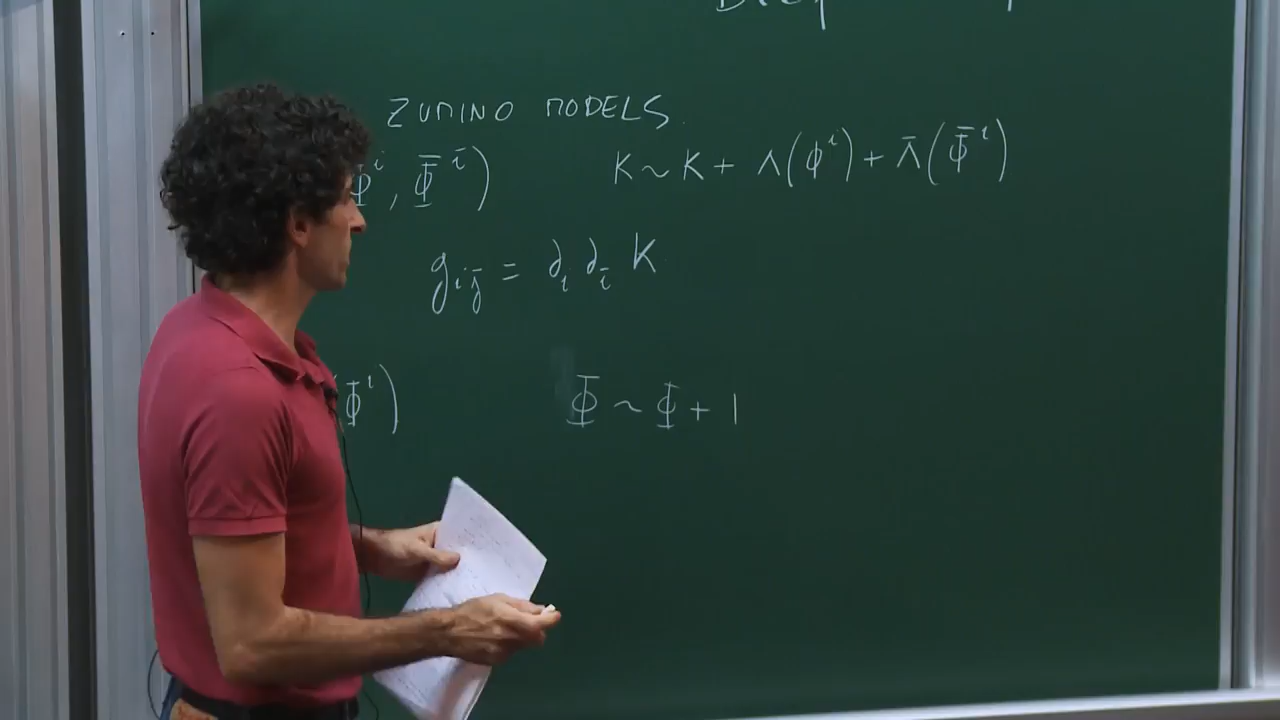 ZUMINO MODELS.
Φ^i, Φ̄^ī) K ~ K + Λ(Φ^i) + Λ̄(Φ̄^ī)
g_{ij̄} = ∂_i ∂_ī K
Φ^i) Φ ~ Φ + 1